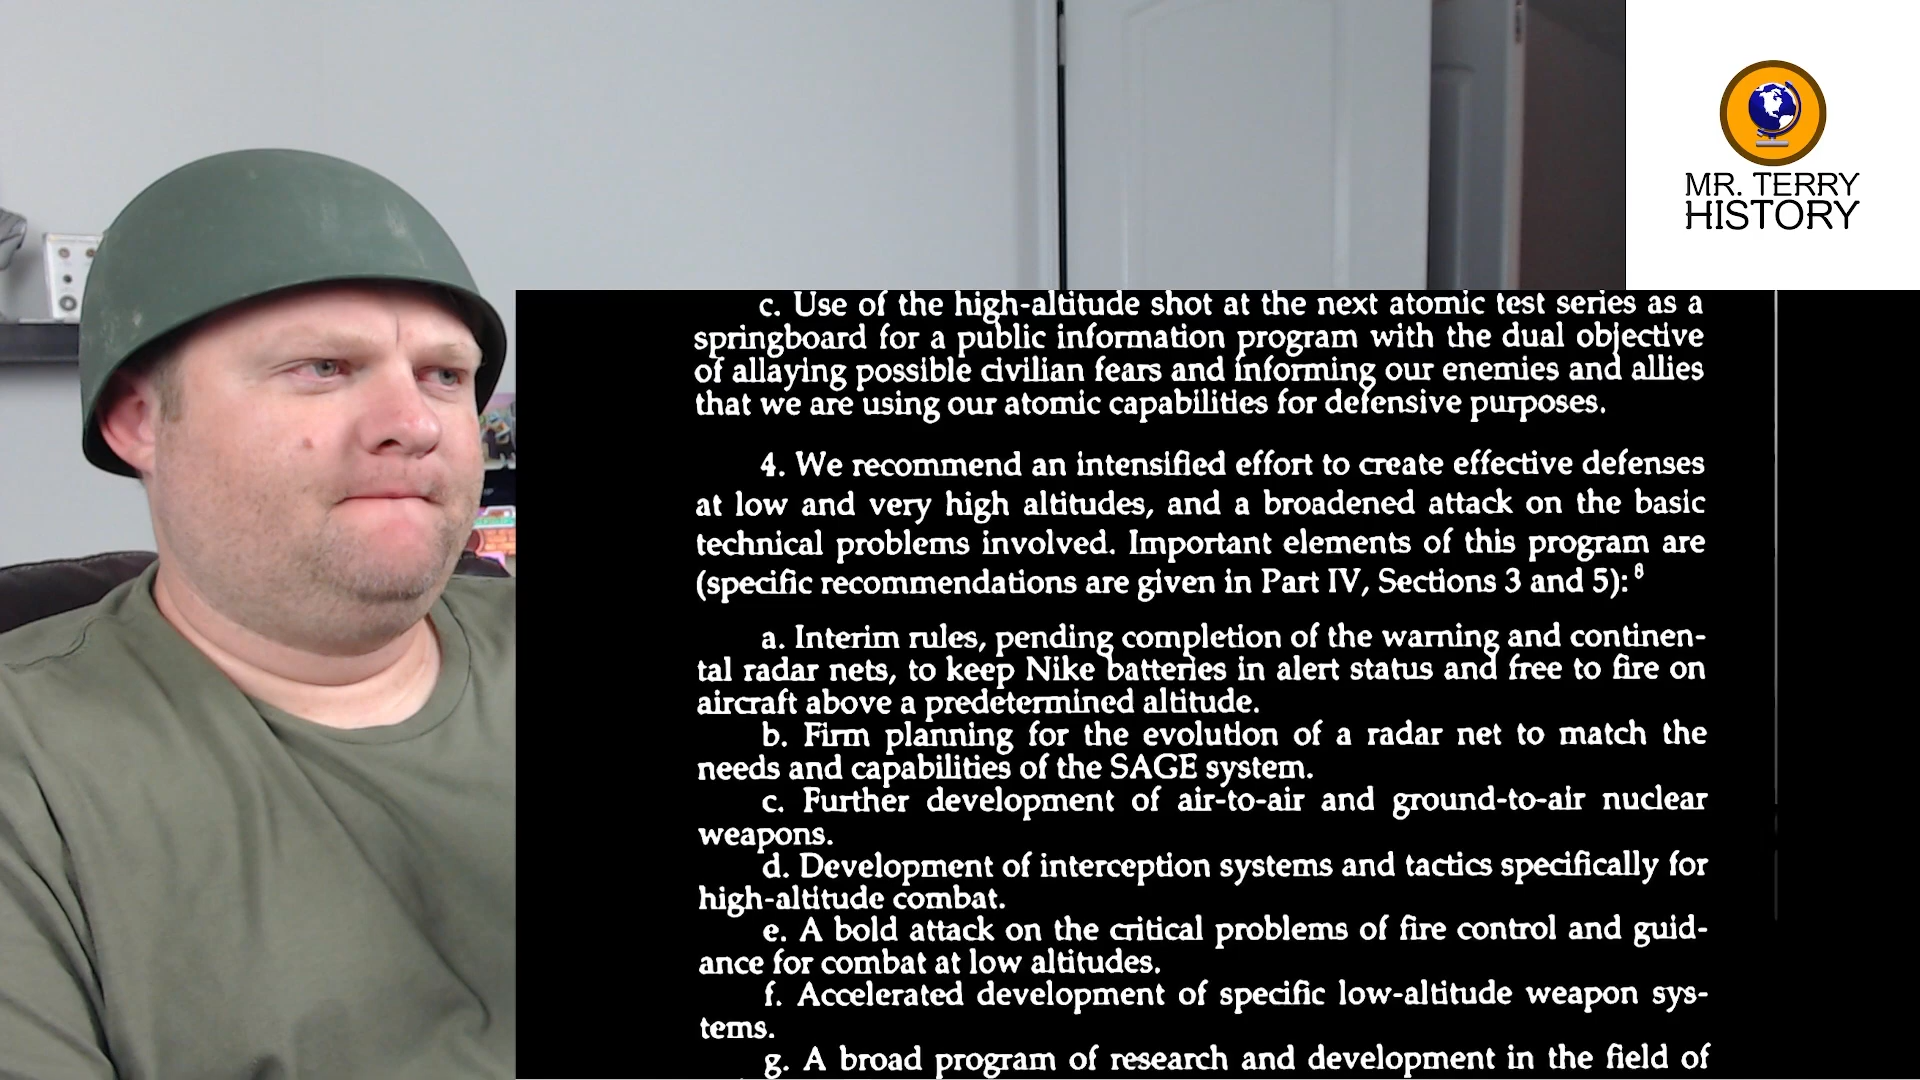 MR. TERRY
HISTORY
c. Use of the high-altitude shot at the next atomic test series as a
springboard for a public information program with the dual objective
of allaying possible civilian fears and informing our enemies and allies
that we are using our atomic capabilities for defensive purposes.
4. We recommend an intensified effort to create effective defenses
at low and very high altitudes, and a broadened attack on the basic
technical problems involved. Important elements of this program are
(specific recommendations are given in Part IV, Sections 3 and 5):⁸
a. Interim rules, pending completion of the warning and continen-
tal radar nets, to keep Nike batteries in alert status and free to fire on
aircraft above a predetermined altitude.
b. Firm planning for the evolution of a radar net to match the
needs and capabilities of the SAGE system.
c. Further development of air-to-air and ground-to-air nuclear
weapons.
d. Development of interception systems and tactics specifically for
high-altitude combat.
e. A bold attack on the critical problems of fire control and guid-
ance for combat at low altitudes.
f. Accelerated development of specific low-altitude weapon sys-
tems.
g. A broad program of research and development in the field of